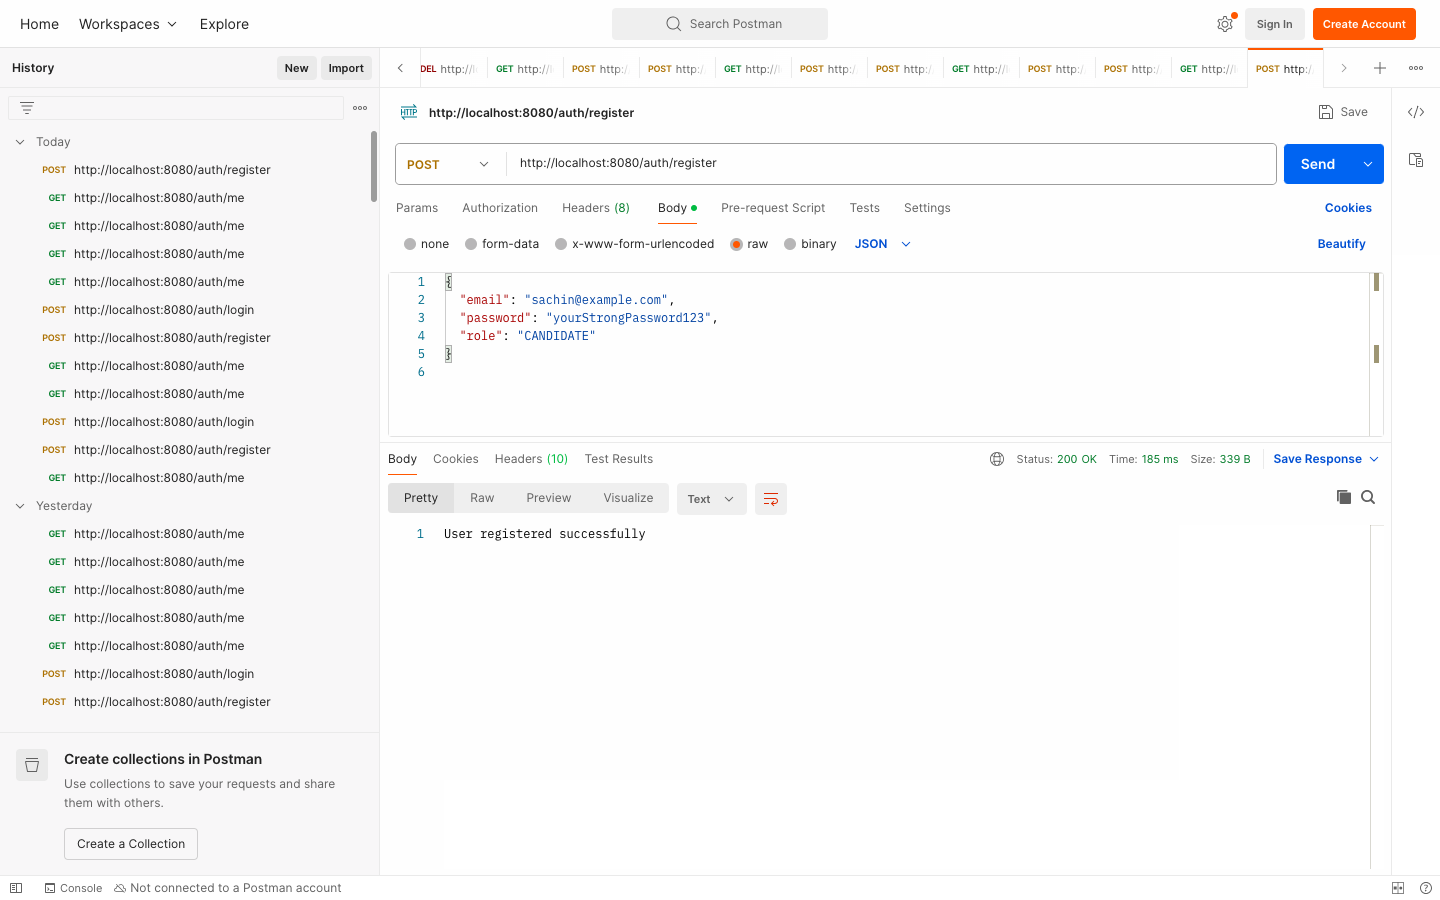 Home Workspaces Explore
Search Postman
Sign In Create Account
History New Import
Today
POST http://localhost:8080/auth/register
GET http://localhost:8080/auth/me
GET http://localhost:8080/auth/me
GET http://localhost:8080/auth/me
GET http://localhost:8080/auth/me
POST http://localhost:8080/auth/login
POST http://localhost:8080/auth/register
GET http://localhost:8080/auth/me
GET http://localhost:8080/auth/me
POST http://localhost:8080/auth/login
POST http://localhost:8080/auth/register
GET http://localhost:8080/auth/me
Yesterday
GET http://localhost:8080/auth/me
GET http://localhost:8080/auth/me
GET http://localhost:8080/auth/me
GET http://localhost:8080/auth/me
GET http://localhost:8080/auth/me
POST http://localhost:8080/auth/login
POST http://localhost:8080/auth/register
Create collections in Postman
Use collections to save your requests and share
them with others.
Create a Collection
DEL http:// GET http:// POST http: POST http: GET http:// POST http: POST http: GET http:// POST http: POST http: GET http:// POST http:
HTTP http://localhost:8080/auth/register Save
POST http://localhost:8080/auth/register Send
Params Authorization Headers (8) Body Pre-request Script Tests Settings Cookies
none form-data x-www-form-urlencoded raw binary JSON Beautify
1 {
2 "email": "sachin@example.com",
3 "password": "yourStrongPassword123",
4 "role": "CANDIDATE"
5 }
6
Body Cookies Headers (10) Test Results Status: 200 OK Time: 185 ms Size: 339 B Save Response
Pretty Raw Preview Visualize Text
1 User registered successfully
Console Not connected to a Postman account